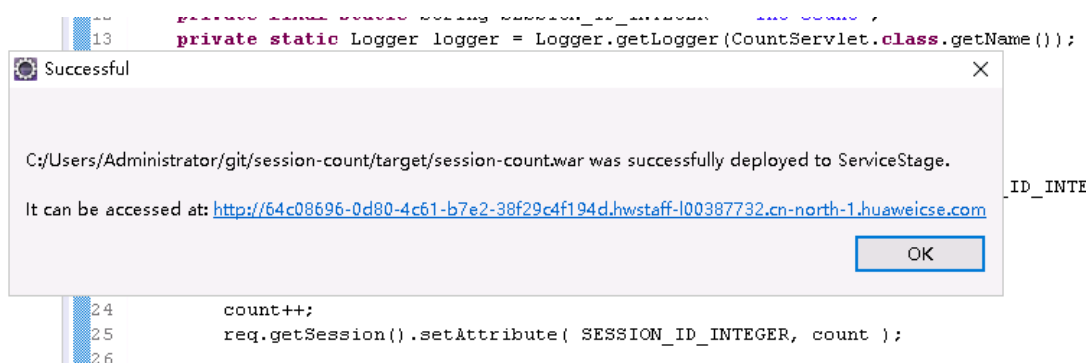 13 private static Logger logger = Logger.getLogger(CountServlet.class.getName());
Successful
C:/Users/Administrator/git/session-count/target/session-count.war was successfully deployed to ServiceStage.
_ID_INTE
It can be accessed at: http://64c08696-0d80-4c61-b7e2-38f29c4f194d.hwstaff-l00387732.cn-north-1.huaweicse.com
OK
24 count++;
25 req.getSession().setAttribute( SESSION_ID_INTEGER, count );
26